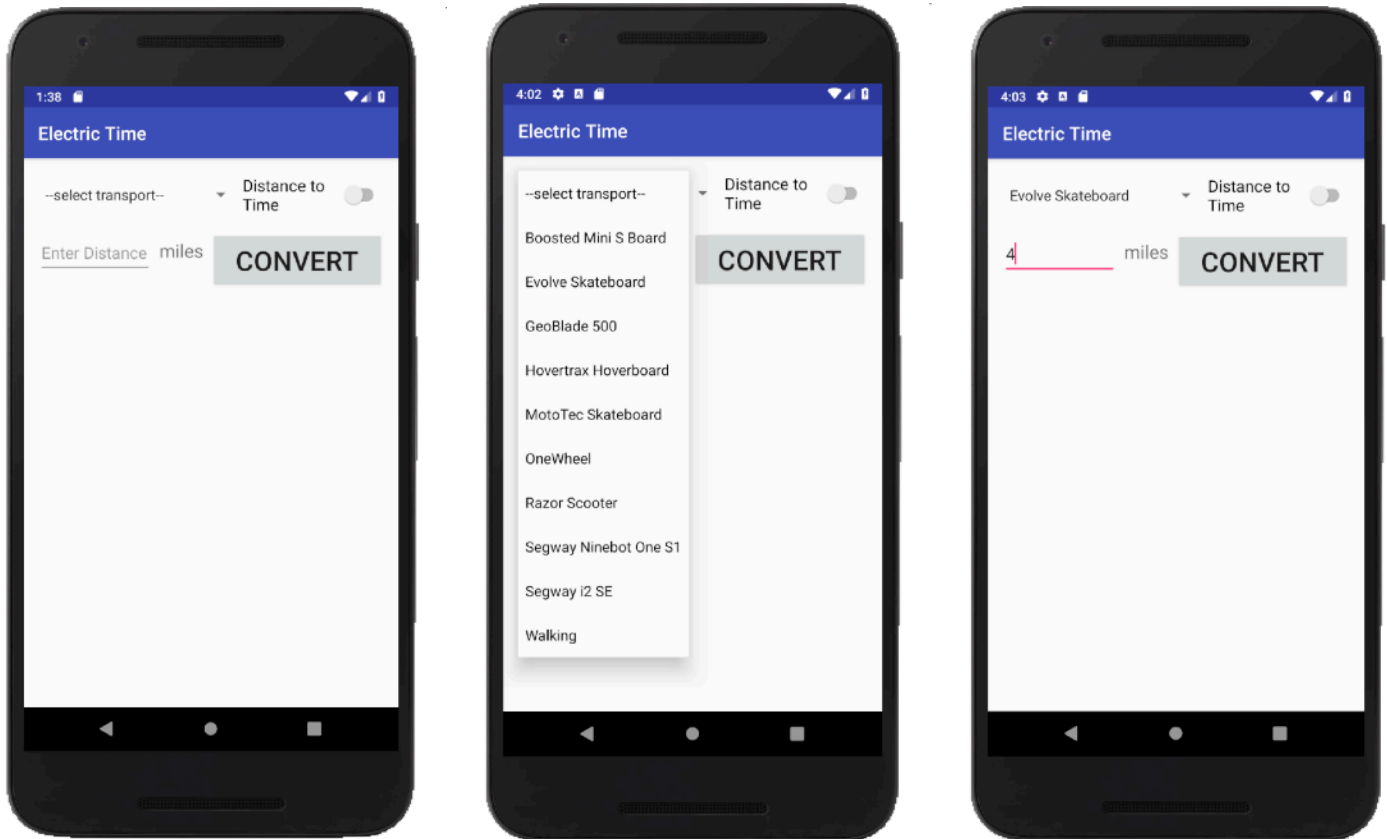 1:38
Electric Time
--select transport--
Distance to
Time
Enter Distance miles
CONVERT
4:02
Electric Time
--select transport--
Boosted Mini S Board
Evolve Skateboard
GeoBlade 500
Hovertrax Hoverboard
MotoTec Skateboard
OneWheel
Razor Scooter
Segway Ninebot One S1
Segway i2 SE
Walking
Distance to
Time
CONVERT
4:03
Electric Time
Evolve Skateboard
Distance to
Time
4 miles
CONVERT